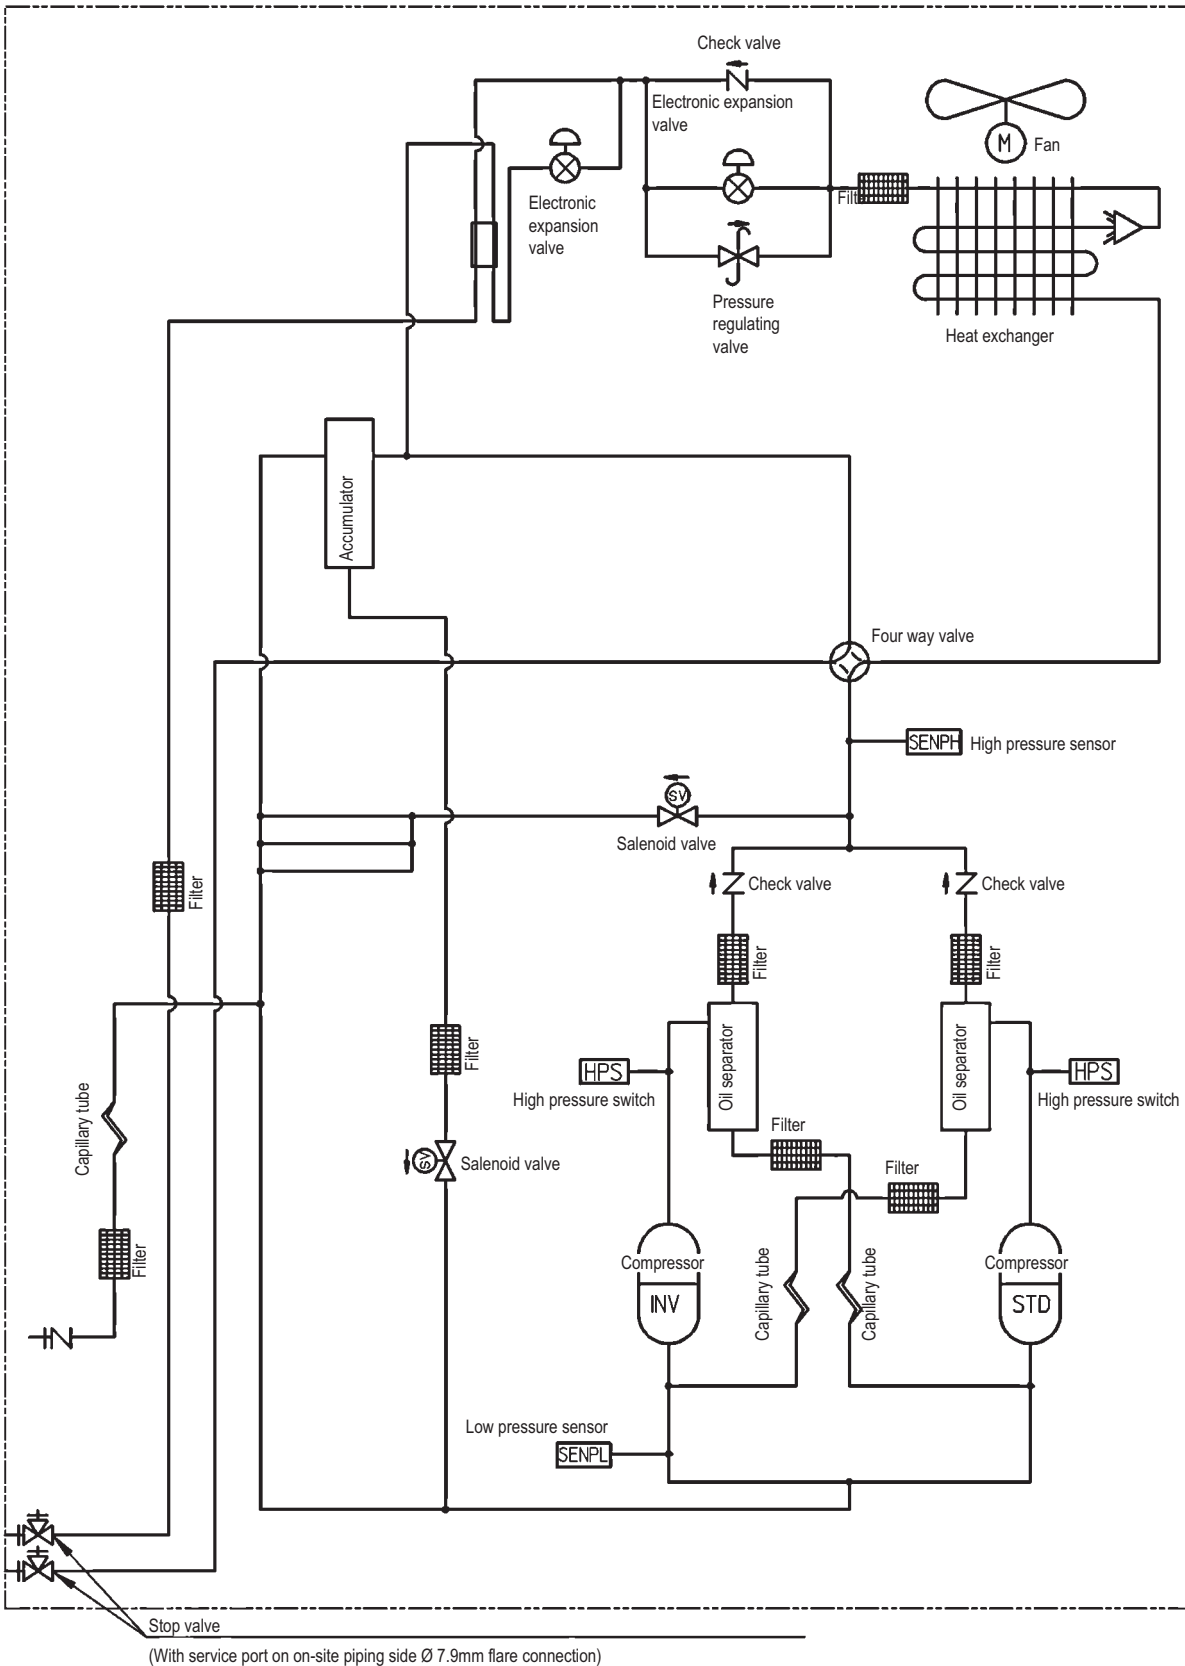 Check valve
Electronic expansion
valve
M
Fan
Filter
Electronic
expansion
valve
Pressure
regulating
valve
Heat exchanger
Accumulator
Four way valve
SENPH
High pressure sensor
SV
Salenoid valve
Check valve
Check valve
Filter
Filter
Filter
Oil separator
Oil separator
Filter
HPS
High pressure switch
HPS
High pressure switch
Capillary tube
Filter
SV
Salenoid valve
Filter
Filter
Compressor
INV
Capillary tube
Capillary tube
Compressor
STD
Low pressure sensor
SENPL
Stop valve
(With service port on on-site piping side Ø 7.9mm flare connection)